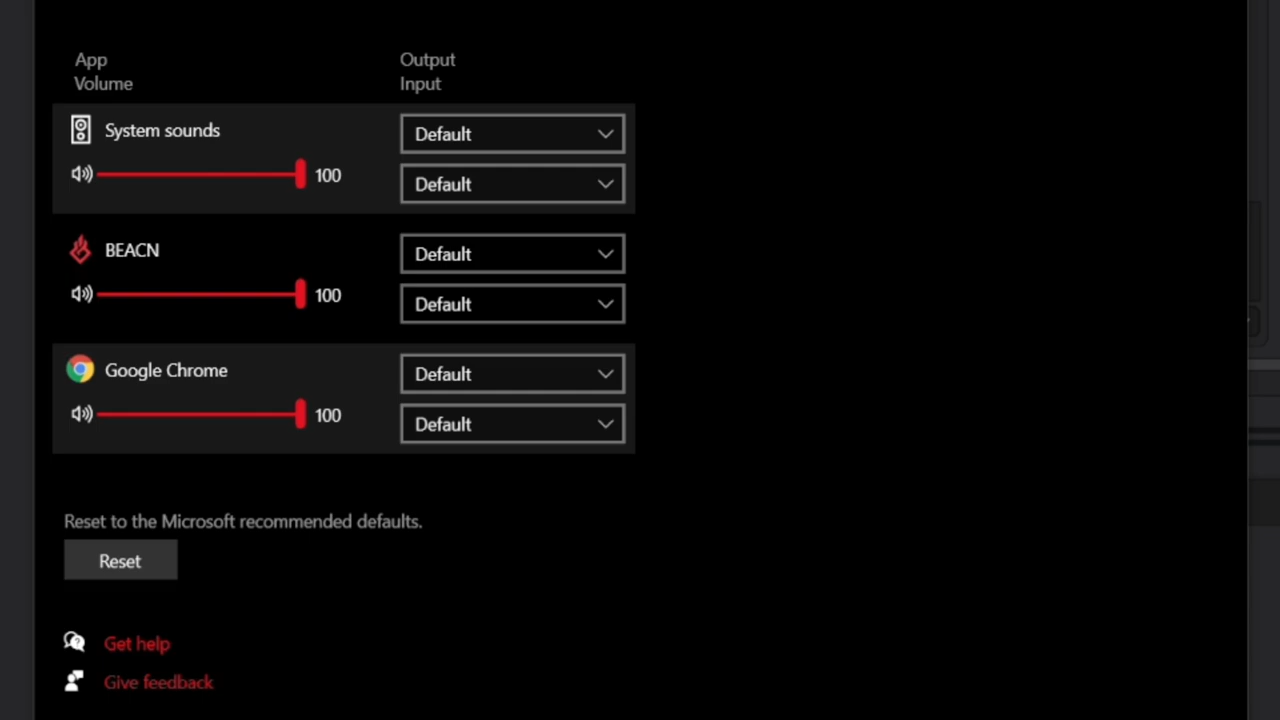 App
Volume
Output
Input
System sounds
100
Default
Default
BEACN
100
Default
Default
Google Chrome
100
Default
Default
Reset to the Microsoft recommended defaults.
Reset
Get help
Give feedback